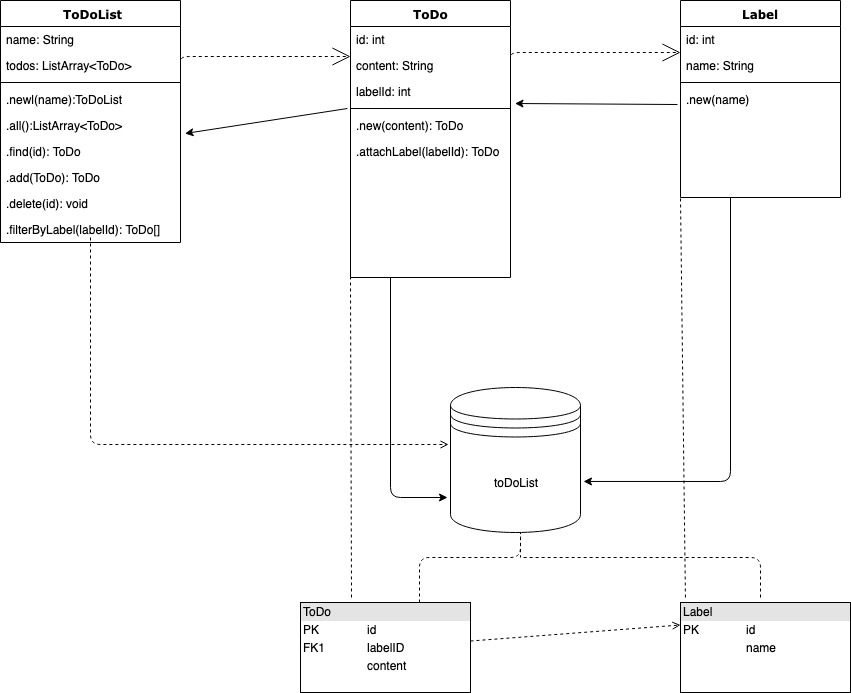 ToDoList
name: String
todos: ListArray<ToDo>
.newl(name):ToDoList
.all():ListArray<ToDo>
.find(id): ToDo
.add(ToDo): ToDo
.delete(id): void
.filterByLabel(labelId): ToDo[]
ToDo
id: int
content: String
labelId: int
.new(content): ToDo
.attachLabel(labelId): ToDo
Label
id: int
name: String
.new(name)
toDoList
ToDo
PK id
FK1 labelID
content
Label
PK id
name